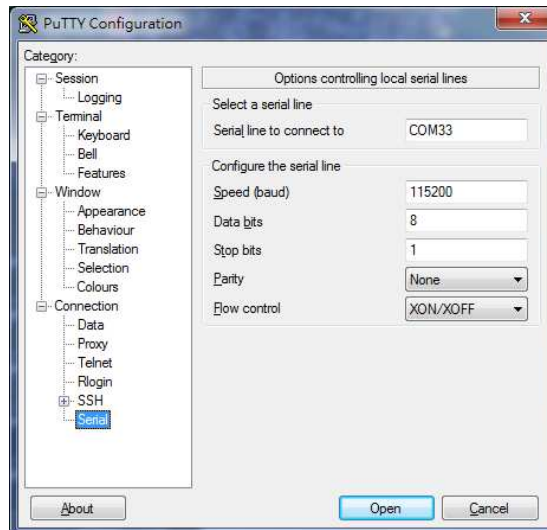 PuTTY Configuration
Category:
Session
Logging
Terminal
Keyboard
Bell
Features
Window
Appearance
Behaviour
Translation
Selection
Colours
Connection
Data
Proxy
Telnet
Rlogin
SSH
Serial
Options controlling local serial lines
Select a serial line
Serial line to connect to COM33
Configure the serial line
Speed (baud) 115200
Data bits 8
Stop bits 1
Parity None
Flow control XON/XOFF
About Open Cancel